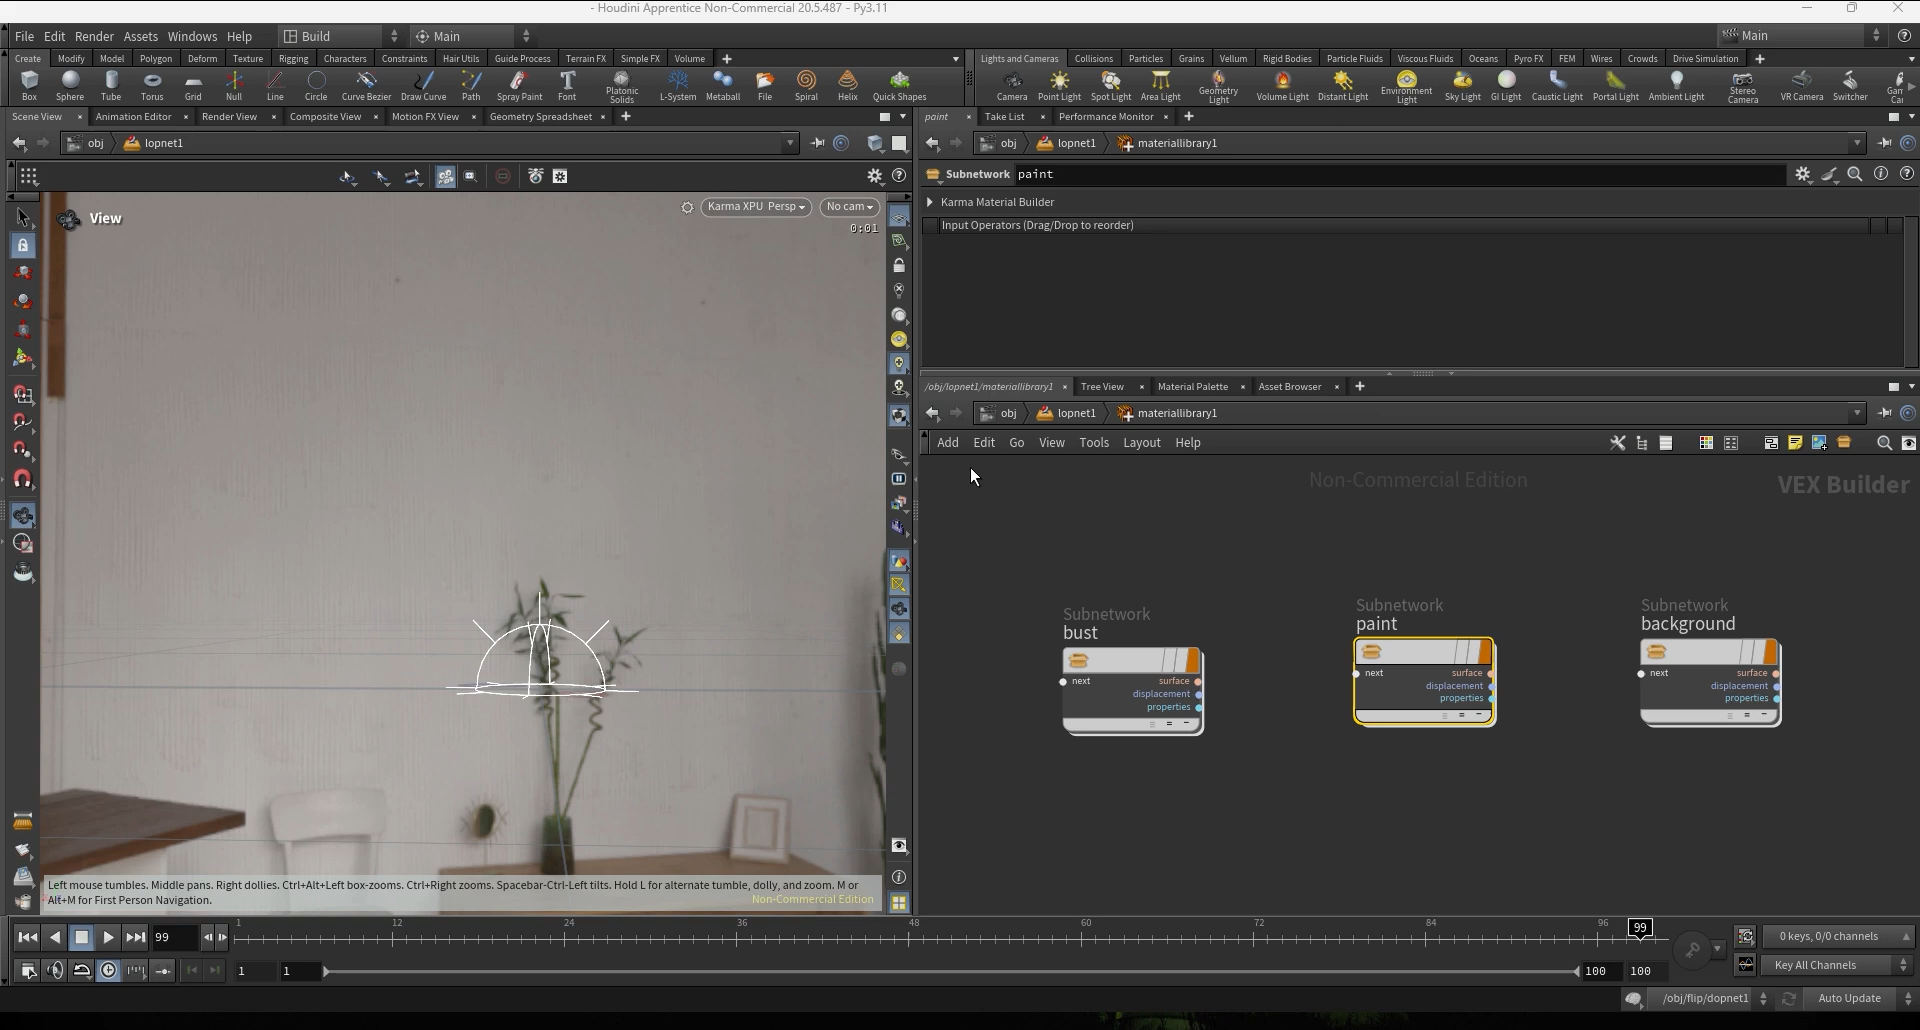 - Houdini Apprentice Non-Commercial 20.5.487 - Py3.11
File Edit Render Assets Windows Help Build Main Main
Create Modify Model Polygon Deform Texture Rigging Characters Constraints Hair Utils Guide Process Terrain FX Simple FX Volume
Lights and Cameras Collisions Particles Grains Vellum Rigid Bodies Particle Fluids Viscous Fluids Oceans Pyro FX FEM Wires Crowds Drive Simulation
Box Sphere Tube Torus Grid Null Line Circle Curve Bezier Draw Curve Path Spray Paint Font Platonic Solids L-System Metaball File Spiral Helix Quick Shapes
Camera Point Light Spot Light Area Light Geometry Light Volume Light Distant Light Environment Light Sky Light GI Light Caustic Light Portal Light Ambient Light Stereo Camera VR Camera Switcher
Scene View Animation Editor Render View Composite View Motion FX View Geometry Spreadsheet
paint Take List Performance Monitor
obj lopnet1
obj lopnet1 materiallibrary1
Subnetwork paint
Karma Material Builder
Input Operators (Drag/Drop to reorder)
View
Karma XPU Persp No cam
0:01
/obj/lopnet1/materiallibrary1 Tree View Material Palette Asset Browser
obj lopnet1 materiallibrary1
Add Edit Go View Tools Layout Help
Non-Commercial Edition
VEX Builder
Subnetwork
bust
next
surface
displacement
properties
Subnetwork
paint
next
surface
displacement
properties
Subnetwork
background
next
surface
displacement
properties
Left mouse tumbles. Middle pans. Right dollies. Ctrl+Alt+Left box-zooms. Ctrl+Right zooms. Spacebar-Ctrl-Left tilts. Hold L for alternate tumble, dolly, and zoom. M or
Alt+M for First Person Navigation.
Non-Commercial Edition
99
1 12 24 36 48 60 72 84 96 99
0 keys, 0/0 channels
1 1 100 100
Key All Channels
/obj/flip/dopnet1 Auto Update